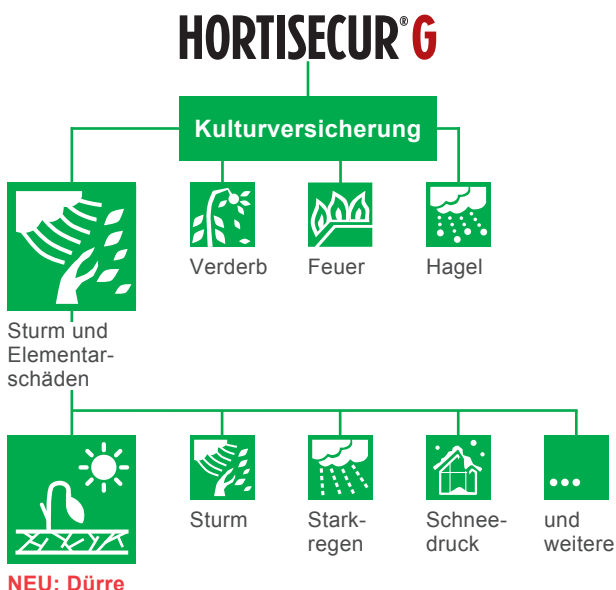 HORTISECUR® G
Kulturversicherung
Verderb
Feuer
Hagel
Sturm und
Elementar-
schäden
Sturm
Stark-
regen
Schnee-
druck
und
weitere
NEU: Dürre